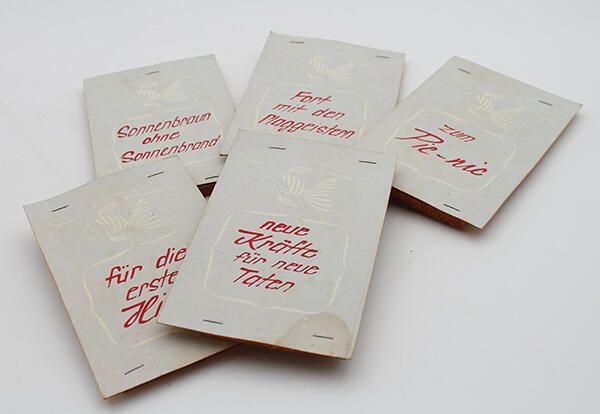 Sonnenbraun
ohne
Sonnenbrand
Fort
mit den
Plaggeistern
zum
Pic-nic
für die
erste
neue
Kräfte
für neue
Taten